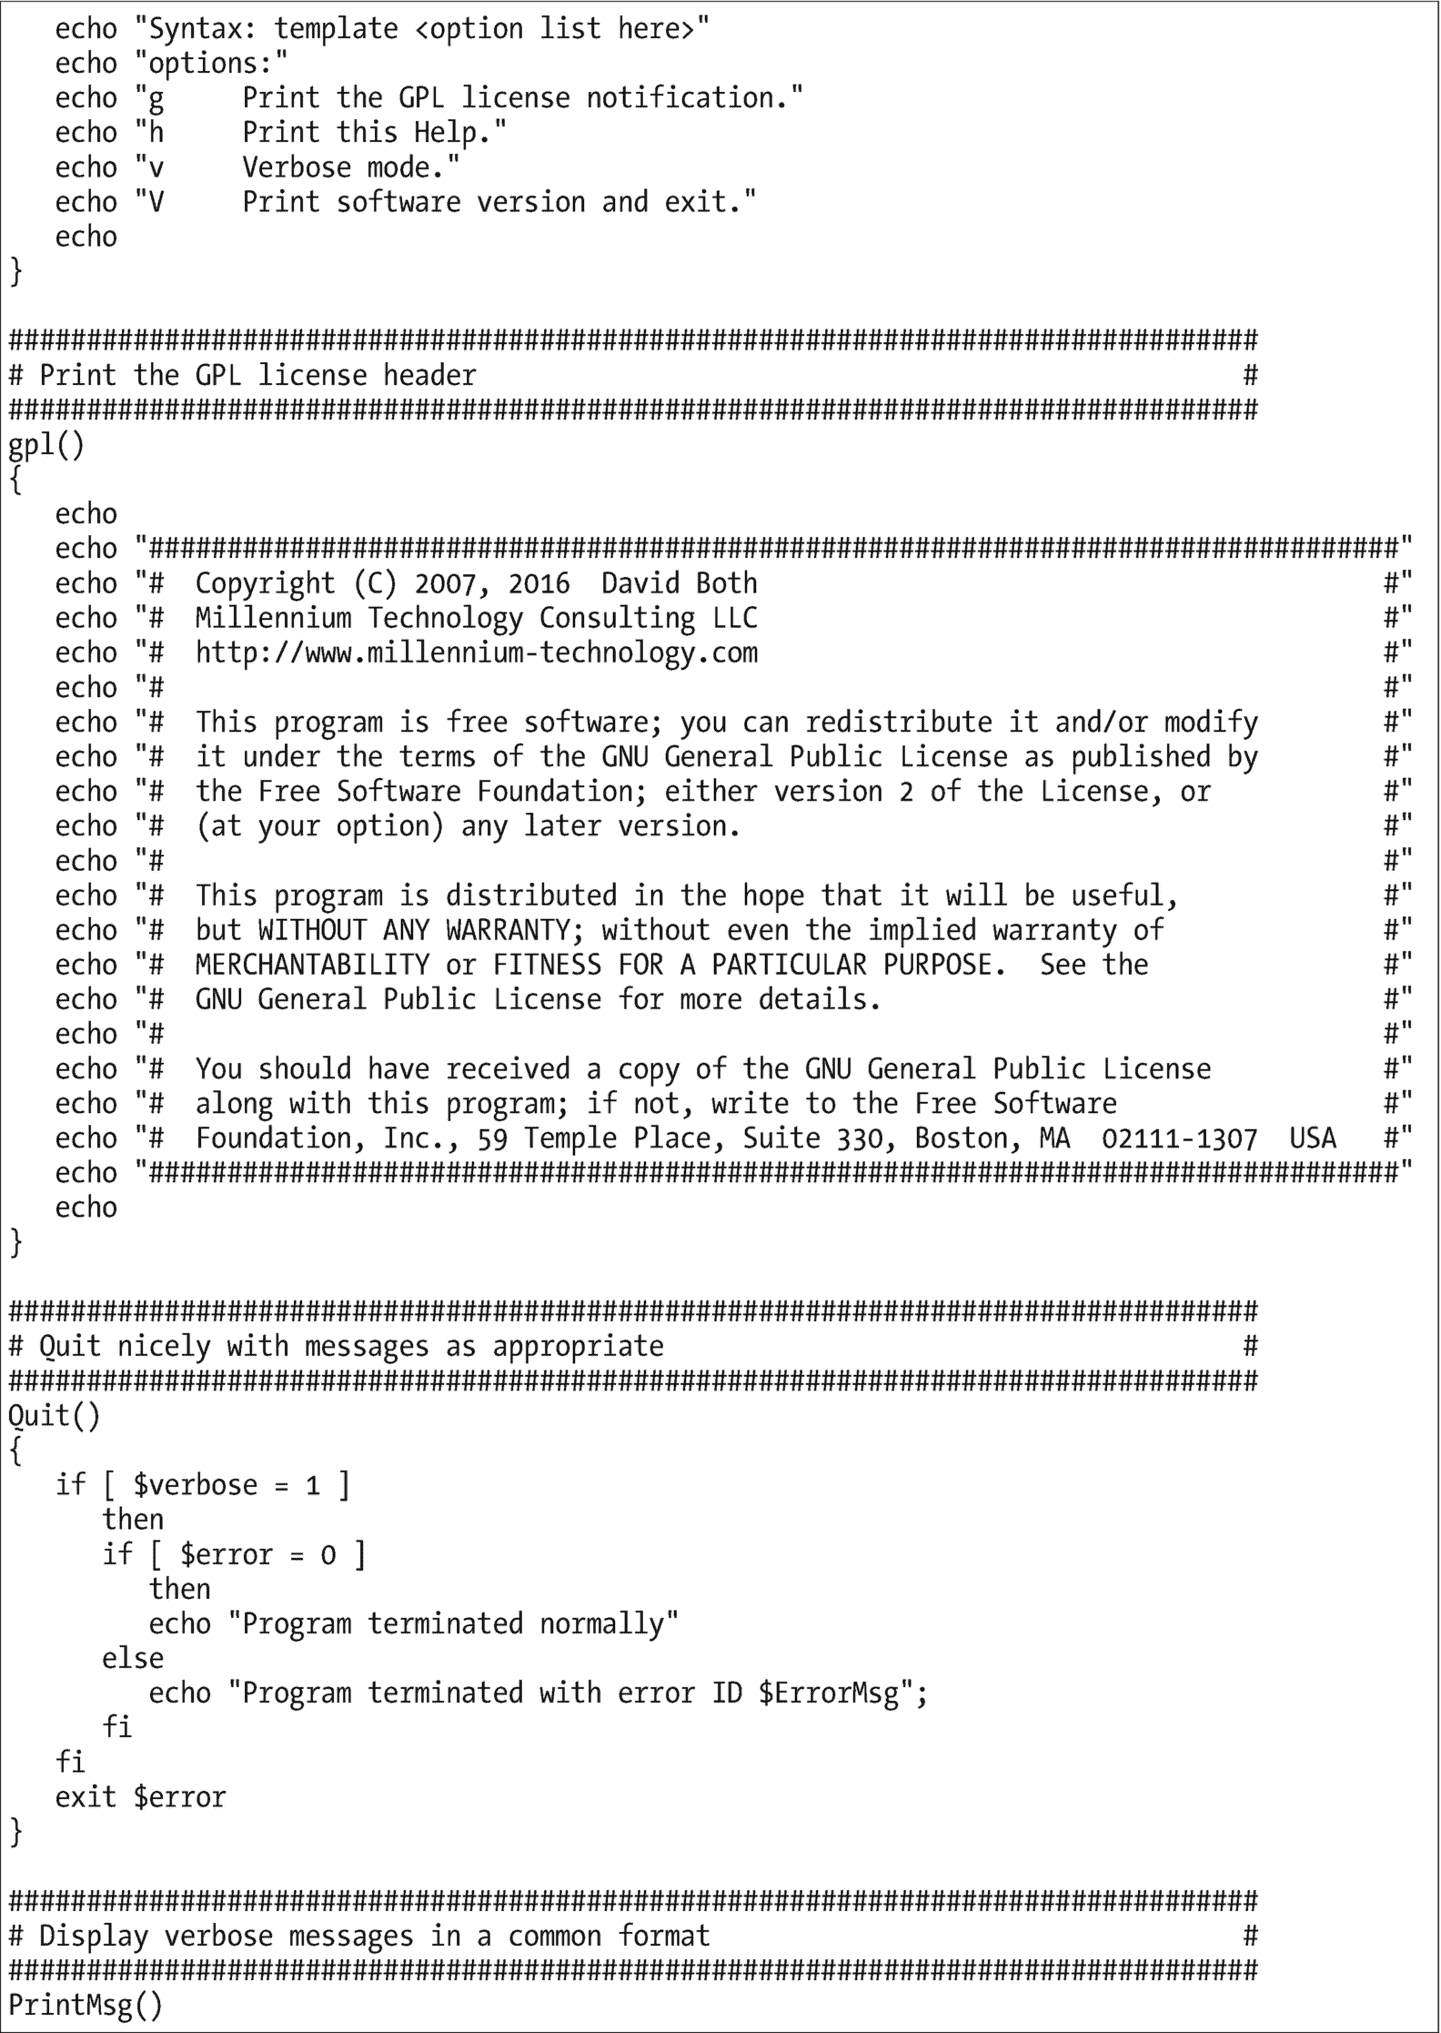 echo "Syntax: template <option list here>"
   echo "options:"
   echo "g     Print the GPL license notification."
   echo "h     Print this Help."
   echo "v     Verbose mode."
   echo "V     Print software version and exit."
   echo
}

################################################################################
# Print the GPL license header                                                 #
################################################################################
gpl()
{
   echo
   echo "################################################################################"
   echo "#  Copyright (C) 2007, 2016  David Both                                        #"
   echo "#  Millennium Technology Consulting LLC                                        #"
   echo "#  http://www.millennium-technology.com                                        #"
   echo "#                                                                              #"
   echo "#  This program is free software; you can redistribute it and/or modify        #"
   echo "#  it under the terms of the GNU General Public License as published by        #"
   echo "#  the Free Software Foundation; either version 2 of the License, or           #"
   echo "#  (at your option) any later version.                                         #"
   echo "#                                                                              #"
   echo "#  This program is distributed in the hope that it will be useful,             #"
   echo "#  but WITHOUT ANY WARRANTY; without even the implied warranty of              #"
   echo "#  MERCHANTABILITY or FITNESS FOR A PARTICULAR PURPOSE.  See the               #"
   echo "#  GNU General Public License for more details.                                #"
   echo "#                                                                              #"
   echo "#  You should have received a copy of the GNU General Public License           #"
   echo "#  along with this program; if not, write to the Free Software                 #"
   echo "#  Foundation, Inc., 59 Temple Place, Suite 330, Boston, MA  02111-1307  USA   #"
   echo "################################################################################"
   echo
}

################################################################################
# Quit nicely with messages as appropriate                                     #
################################################################################
Quit()
{
   if [ $verbose = 1 ]
      then
      if [ $error = 0 ]
         then
         echo "Program terminated normally"
      else
         echo "Program terminated with error ID $ErrorMsg";
      fi
   fi
   exit $error
}

################################################################################
# Display verbose messages in a common format                                  #
################################################################################
PrintMsg()